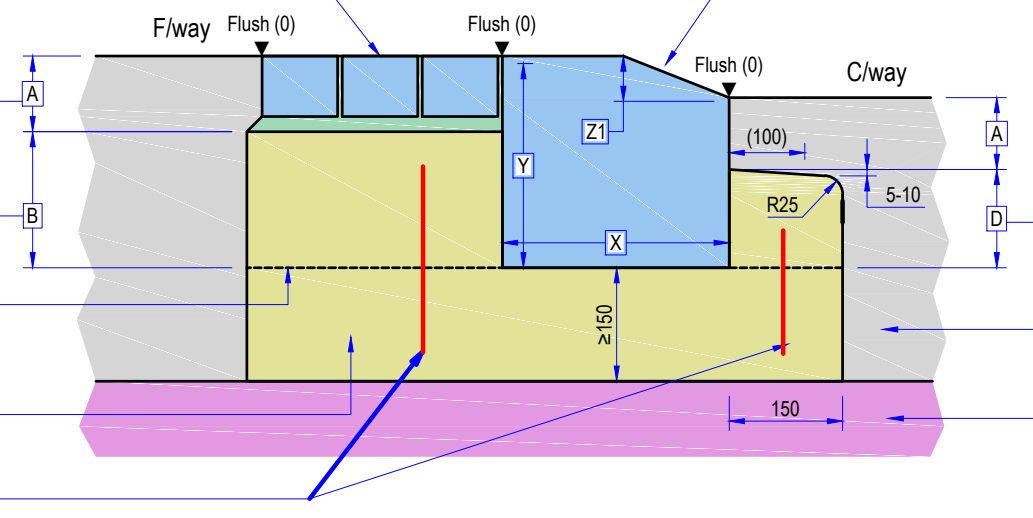 F/way
Flush (0)
Flush (0)
Flush (0)
C/way
A
Z1
(100)
A
Y
5-10
R25
B
D
X
≥150
150